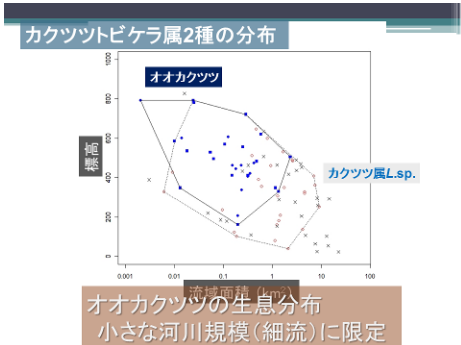 カクツツトビケラ属2種の分布
オオカクツツ
1000
800
600
400
200
0
標高
カクツツ属L.sp.
0.001 0.01 0.1 1 10 100
流域面積(km²)
オオカクツツの生息分布
小さな河川規模(細流)に限定